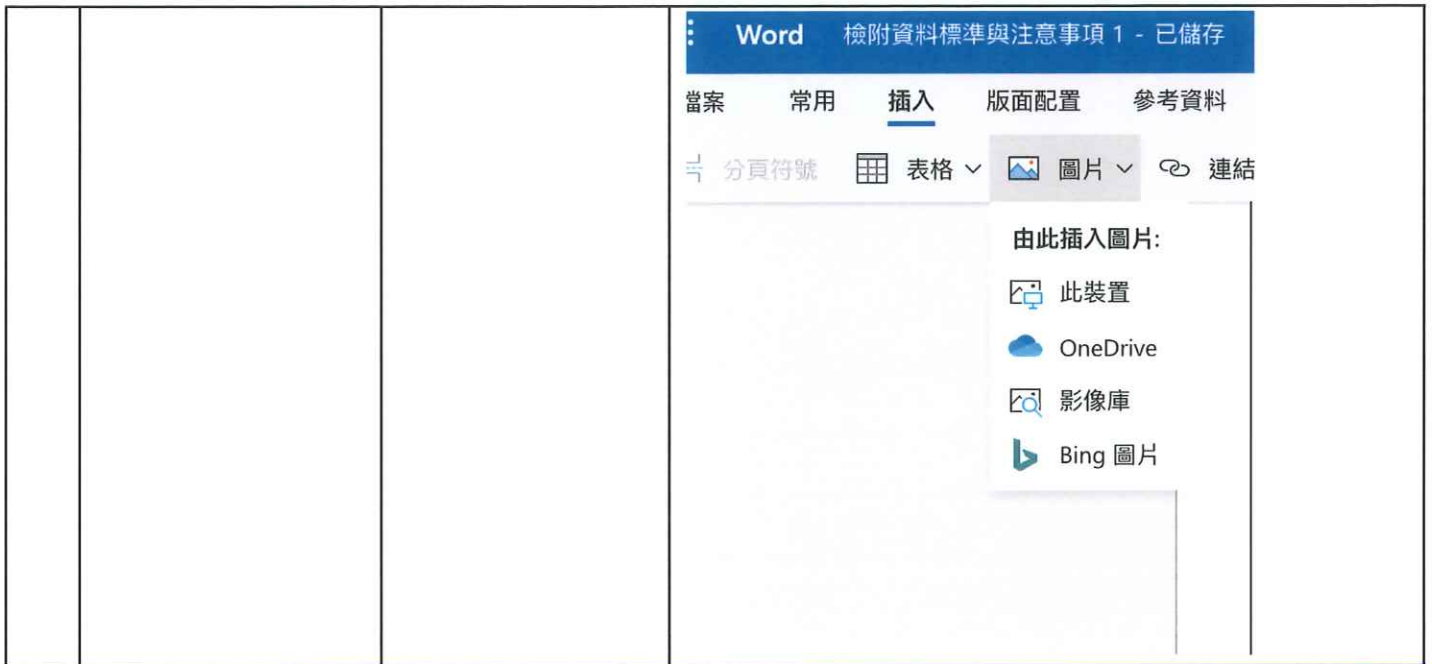 Word 檢附資料標準與注意事項 1 - 已儲存
檔案 常用 插入 版面配置 參考資料
分頁符號 表格 圖片 連結
由此插入圖片:
此裝置
OneDrive
影像庫
Bing 圖片